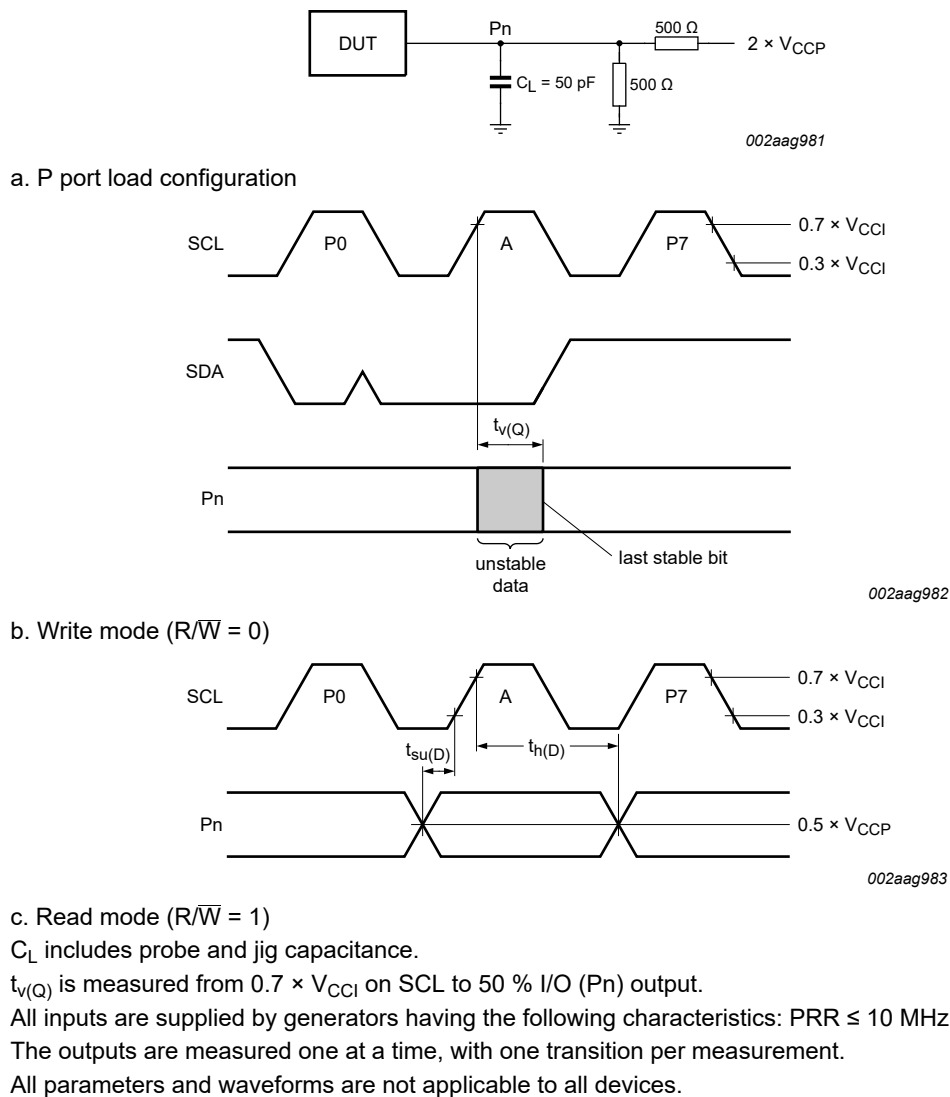 DUT
Pn
500 Ω
2 × VCCP
CL = 50 pF
500 Ω
002aag981
a. P port load configuration
SCL
P0
A
P7
0.7 × VCCI
0.3 × VCCI
SDA
tv(Q)
Pn
unstable
data
last stable bit
002aag982
b. Write mode (R/W̅ = 0)
SCL
P0
A
P7
0.7 × VCCI
0.3 × VCCI
tsu(D)
th(D)
Pn
0.5 × VCCP
002aag983
c. Read mode (R/W̅ = 1)
CL includes probe and jig capacitance.
tv(Q) is measured from 0.7 × VCCI on SCL to 50 % I/O (Pn) output.
All inputs are supplied by generators having the following characteristics: PRR ≤ 10 MHz
The outputs are measured one at a time, with one transition per measurement.
All parameters and waveforms are not applicable to all devices.